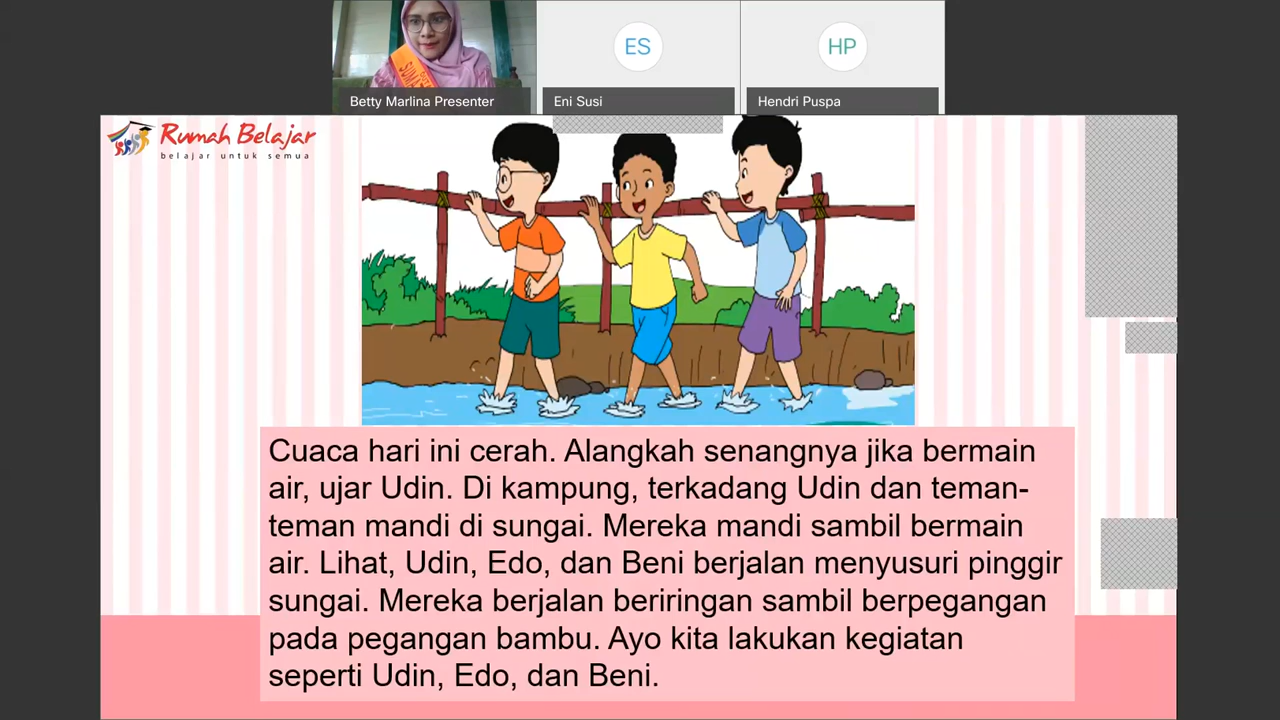 Betty Marlina Presenter
ES
Eni Susi
HP
Hendri Puspa
Rumah Belajar
belajar untuk semua
Cuaca hari ini cerah. Alangkah senangnya jika bermain
air, ujar Udin. Di kampung, terkadang Udin dan teman-
teman mandi di sungai. Mereka mandi sambil bermain
air. Lihat, Udin, Edo, dan Beni berjalan menyusuri pinggir
sungai. Mereka berjalan beriringan sambil berpegangan
pada pegangan bambu. Ayo kita lakukan kegiatan
seperti Udin, Edo, dan Beni.